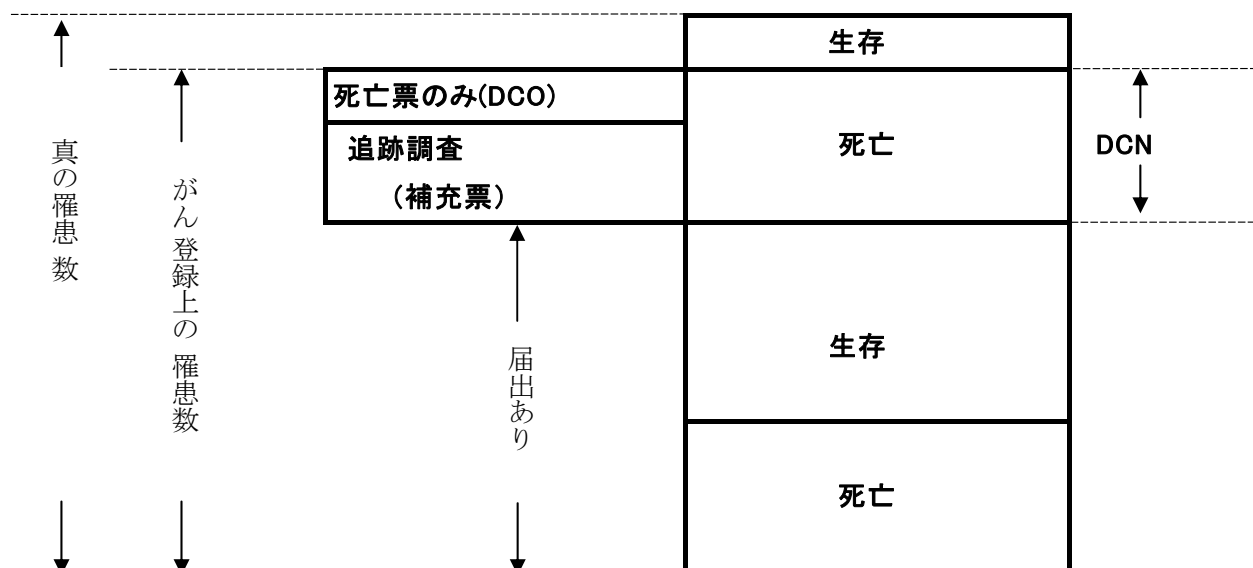 生存
死亡票のみ(DCO)
追跡調査
(補充票)
死亡
DCN
真の罹患数
がん登録上の罹患数
届出あり
生存
死亡